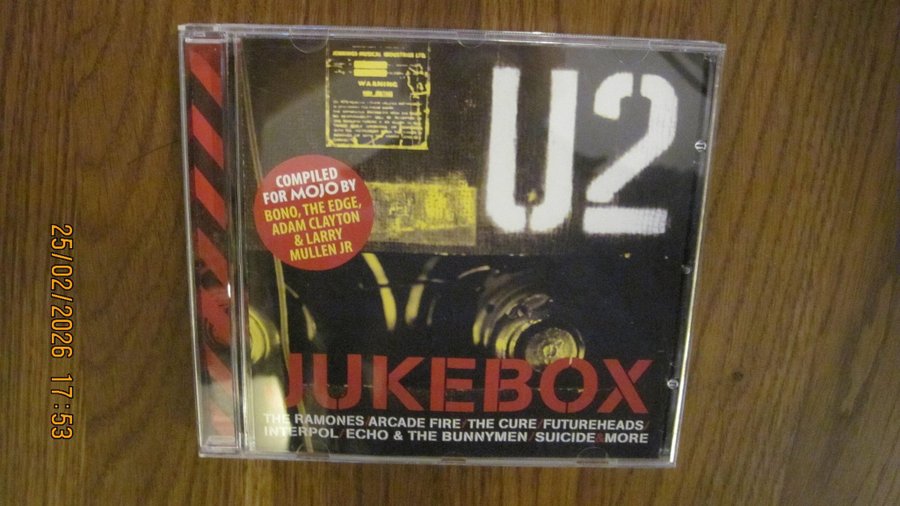 U2
WARNING
COMPILED
FOR MOJO BY
BONO, THE EDGE,
ADAM CLAYTON
& LARRY
MULLEN JR
JUKEBOX
THE RAMONES/ARCADE FIRE/THE CURE/FUTUREHEADS/
INTERPOL/ECHO & THE BUNNYMEN/SUICIDE&MORE
25/02/2026 17:53